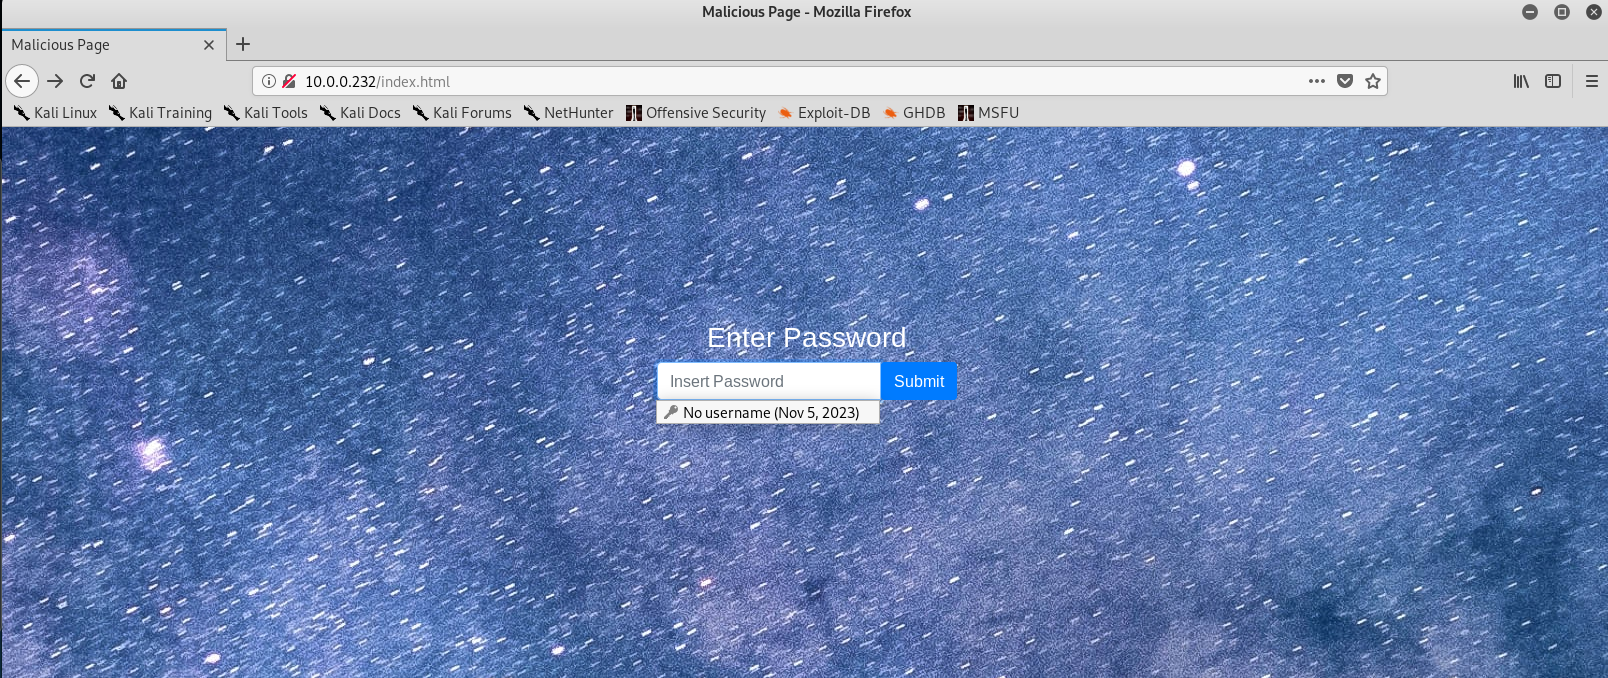 Malicious Page - Mozilla Firefox
Malicious Page
10.0.0.232/index.html
Kali Linux Kali Training Kali Tools Kali Docs Kali Forums NetHunter Offensive Security Exploit-DB GHDB MSFU
Enter Password
Insert Password Submit
No username (Nov 5, 2023)